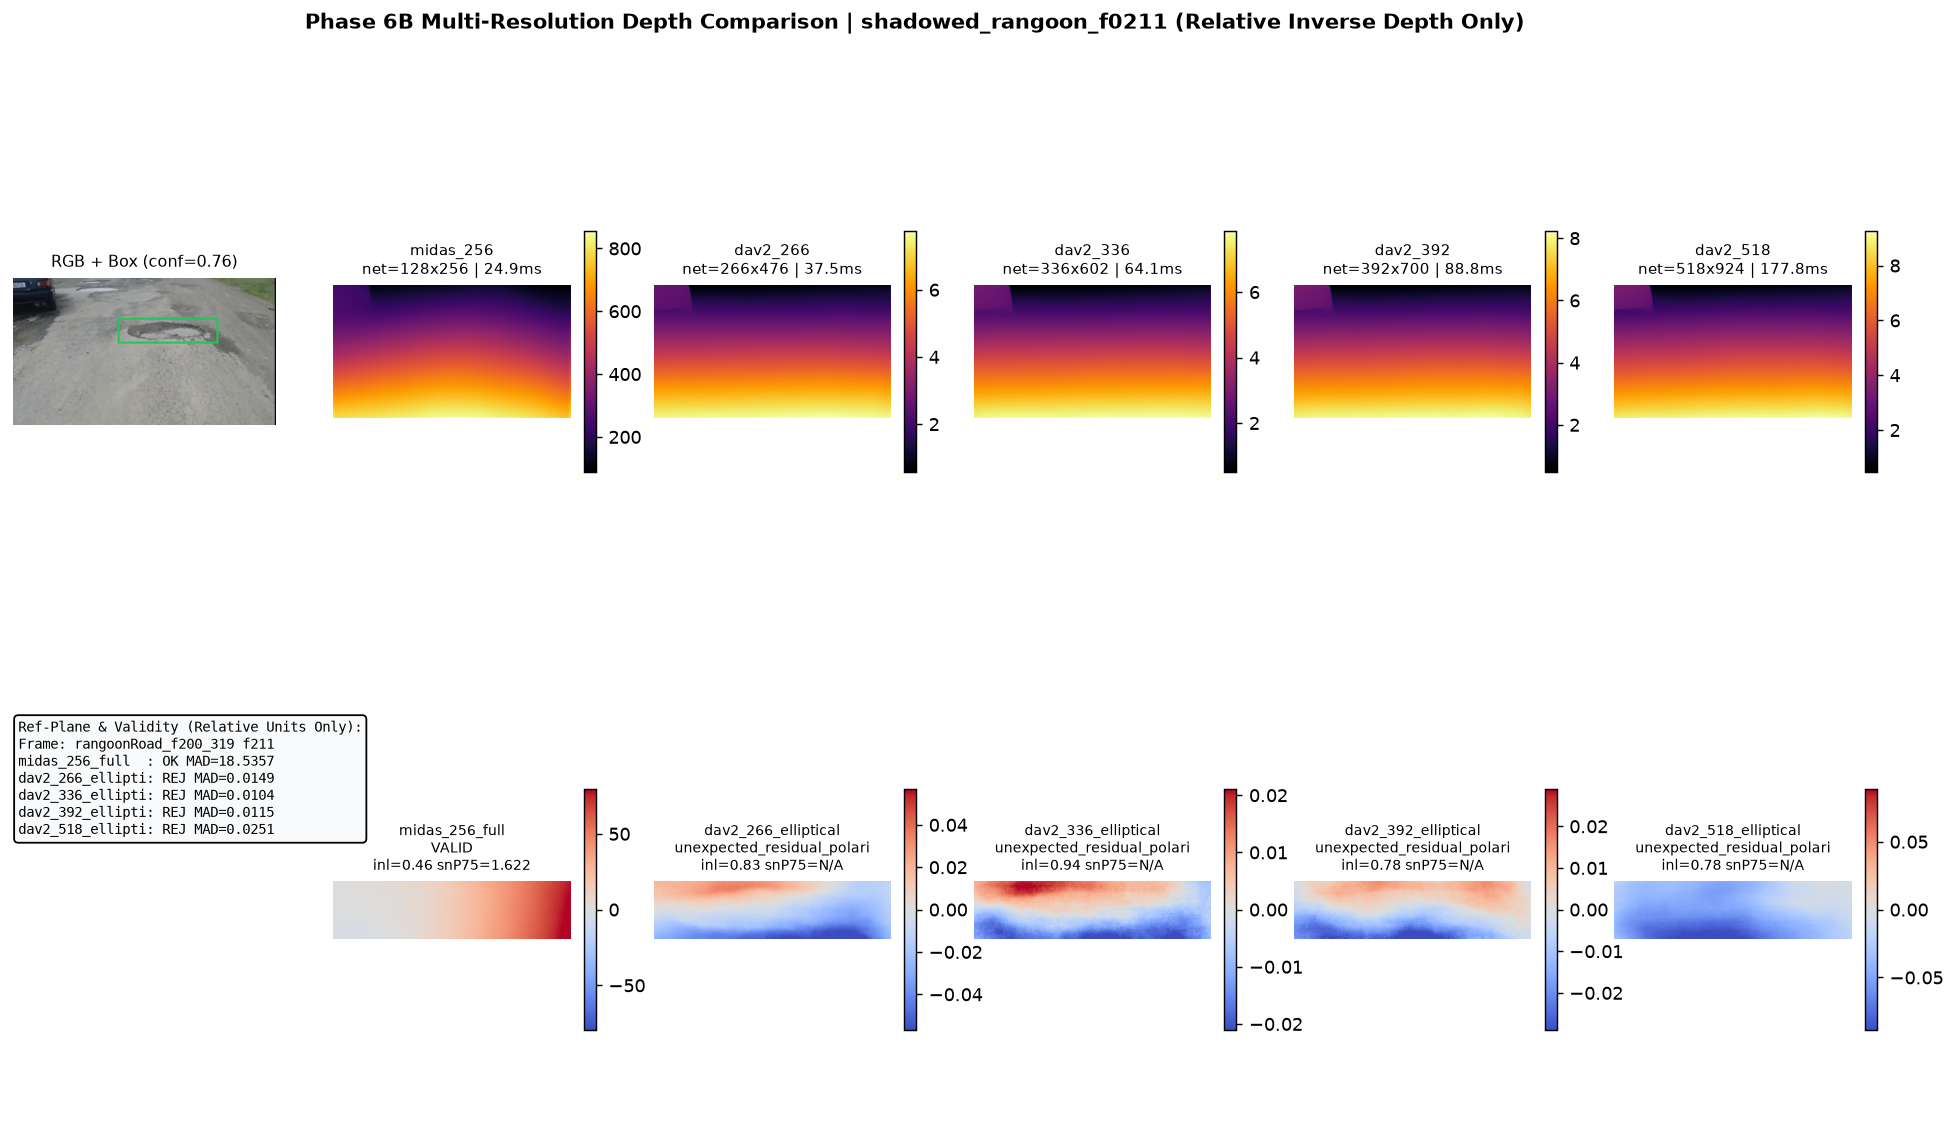 Phase 6B Multi-Resolution Depth Comparison | shadowed_rangoon_f0211 (Relative Inverse Depth Only)
RGB + Box (conf=0.76)
midas_256
net=128x256 | 24.9ms
800
600
400
200
dav2_266
net=266x476 | 37.5ms
6
4
2
dav2_336
net=336x602 | 64.1ms
6
4
2
dav2_392
net=392x700 | 88.8ms
8
6
4
2
dav2_518
net=518x924 | 177.8ms
8
6
4
2
Ref-Plane & Validity (Relative Units Only):
Frame: rangoonRoad_f200_319 f211
midas_256_full  : OK MAD=18.5357
dav2_266_ellipti: REJ MAD=0.0149
dav2_336_ellipti: REJ MAD=0.0104
dav2_392_ellipti: REJ MAD=0.0115
dav2_518_ellipti: REJ MAD=0.0251
midas_256_full
VALID
inl=0.46 snP75=1.622
50
0
−50
dav2_266_elliptical
unexpected_residual_polari
inl=0.83 snP75=N/A
0.04
0.02
0.00
−0.02
−0.04
dav2_336_elliptical
unexpected_residual_polari
inl=0.94 snP75=N/A
0.02
0.01
0.00
−0.01
−0.02
dav2_392_elliptical
unexpected_residual_polari
inl=0.78 snP75=N/A
0.02
0.01
0.00
−0.01
−0.02
dav2_518_elliptical
unexpected_residual_polari
inl=0.78 snP75=N/A
0.05
0.00
−0.05